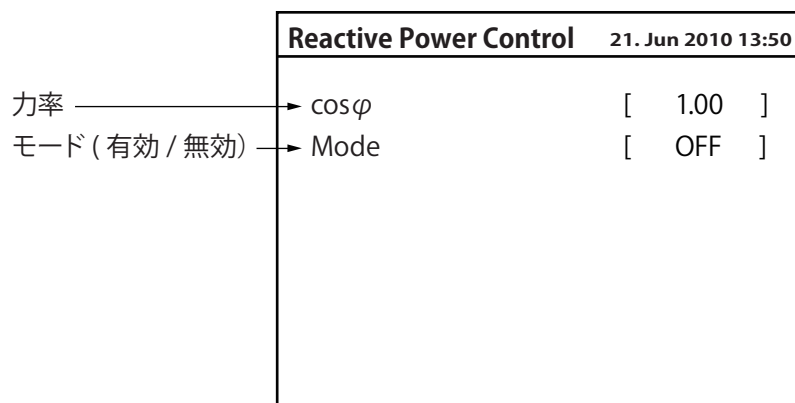 Reactive Power Control 21. Jun 2010 13:50
力率 cosφ [ 1.00 ]
モード ( 有効 / 無効) Mode [ OFF ]